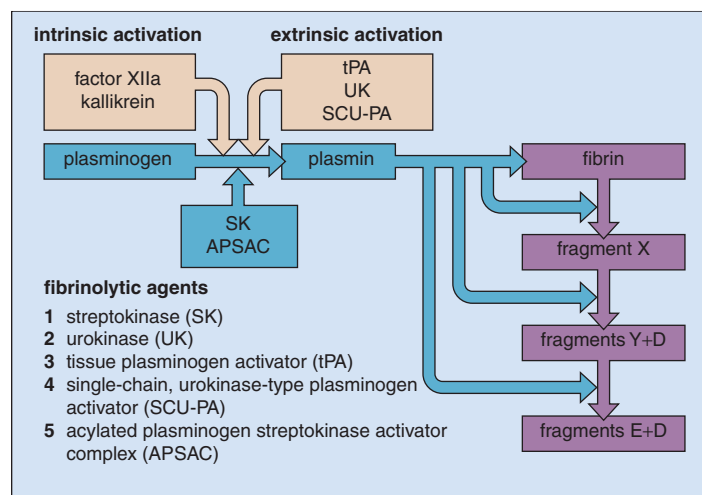 intrinsic activation
extrinsic activation
factor XIIa
kallikrein
tPA
UK
SCU-PA
plasminogen
plasmin
fibrin
SK
APSAC
fragment X
fragments Y+D
fragments E+D
fibrinolytic agents
1 streptokinase (SK)
2 urokinase (UK)
3 tissue plasminogen activator (tPA)
4 single-chain, urokinase-type plasminogen
activator (SCU-PA)
5 acylated plasminogen streptokinase activator
complex (APSAC)